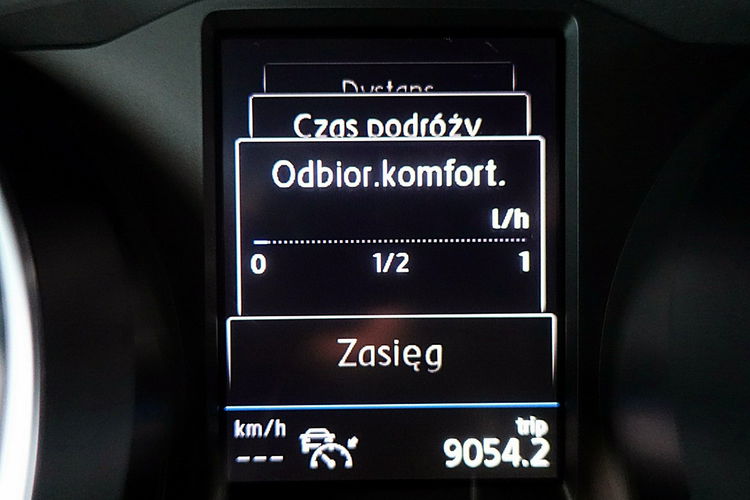 Dystans
Czas podróży
Odbior.komfort.
l/h
0 1/2 1
Zasięg
km/h trip
--- 9054.2